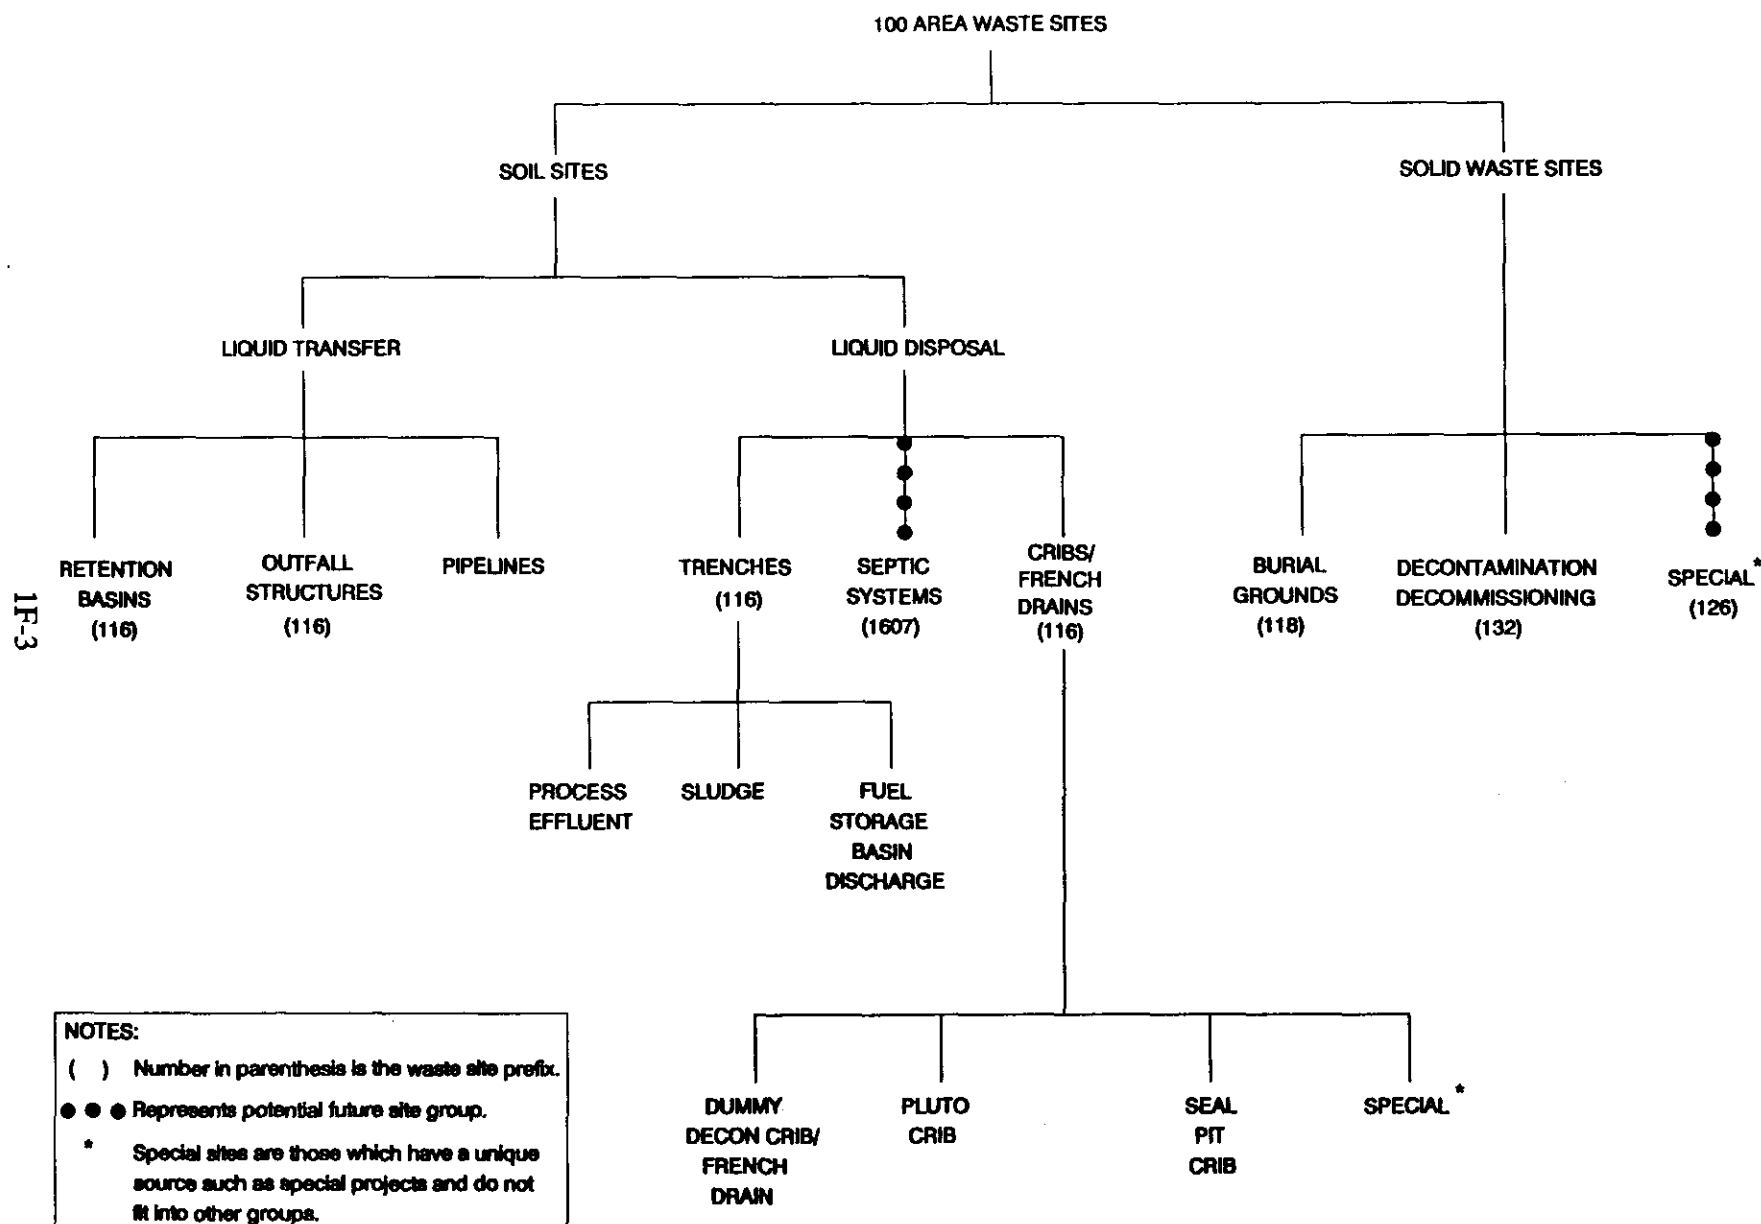 100 AREA WASTE SITES
SOIL SITES
SOLID WASTE SITES
LIQUID TRANSFER
LIQUID DISPOSAL
RETENTION
BASINS
(116)
OUTFALL
STRUCTURES
(116)
PIPELINES
TRENCHES
(116)
SEPTIC
SYSTEMS
(1607)
CRIBS/
FRENCH
DRAINS
(116)
BURIAL
GROUNDS
(118)
DECONTAMINATION
DECOMMISSIONING
(132)
SPECIAL*
(126)
1F-3
PROCESS
EFFLUENT
SLUDGE
FUEL
STORAGE
BASIN
DISCHARGE
DUMMY
DECON CRIB/
FRENCH
DRAIN
PLUTO
CRIB
SEAL
PIT
CRIB
SPECIAL *
NOTES:
( ) Number in parenthesis is the waste site prefix.
● ● ● Represents potential future site group.
* Special sites are those which have a unique
source such as special projects and do not
fit into other groups.